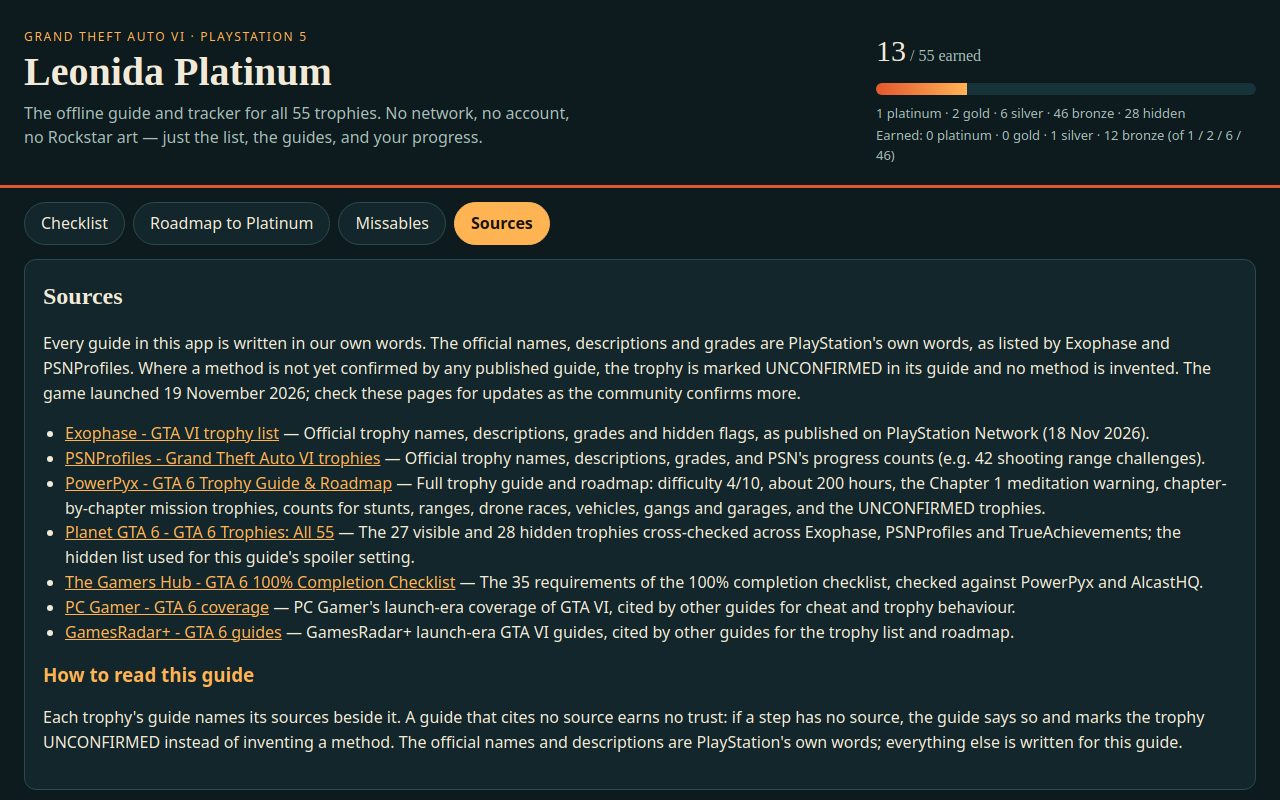 GRAND THEFT AUTO VI · PLAYSTATION 5
Leonida Platinum
The offline guide and tracker for all 55 trophies. No network, no account,
no Rockstar art — just the list, the guides, and your progress.
13 / 55 earned
1 platinum · 2 gold · 6 silver · 46 bronze · 28 hidden
Earned: 0 platinum · 0 gold · 1 silver · 12 bronze (of 1 / 2 / 6 /
46)
Checklist
Roadmap to Platinum
Missables
Sources
Sources
Every guide in this app is written in our own words. The official names, descriptions and grades are PlayStation's own words, as listed by Exophase and
PSNProfiles. Where a method is not yet confirmed by any published guide, the trophy is marked UNCONFIRMED in its guide and no method is invented. The
game launched 19 November 2026; check these pages for updates as the community confirms more.
Exophase - GTA VI trophy list — Official trophy names, descriptions, grades and hidden flags, as published on PlayStation Network (18 Nov 2026).
PSNProfiles - Grand Theft Auto VI trophies — Official trophy names, descriptions, grades, and PSN's progress counts (e.g. 42 shooting range challenges).
PowerPyx - GTA 6 Trophy Guide & Roadmap — Full trophy guide and roadmap: difficulty 4/10, about 200 hours, the Chapter 1 meditation warning, chapter-
by-chapter mission trophies, counts for stunts, ranges, drone races, vehicles, gangs and garages, and the UNCONFIRMED trophies.
Planet GTA 6 - GTA 6 Trophies: All 55 — The 27 visible and 28 hidden trophies cross-checked across Exophase, PSNProfiles and TrueAchievements; the
hidden list used for this guide's spoiler setting.
The Gamers Hub - GTA 6 100% Completion Checklist — The 35 requirements of the 100% completion checklist, checked against PowerPyx and AlcastHQ.
PC Gamer - GTA 6 coverage — PC Gamer's launch-era coverage of GTA VI, cited by other guides for cheat and trophy behaviour.
GamesRadar+ - GTA 6 guides — GamesRadar+ launch-era GTA VI guides, cited by other guides for the trophy list and roadmap.
How to read this guide
Each trophy's guide names its sources beside it. A guide that cites no source earns no trust: if a step has no source, the guide says so and marks the trophy
UNCONFIRMED instead of inventing a method. The official names and descriptions are PlayStation's own words; everything else is written for this guide.